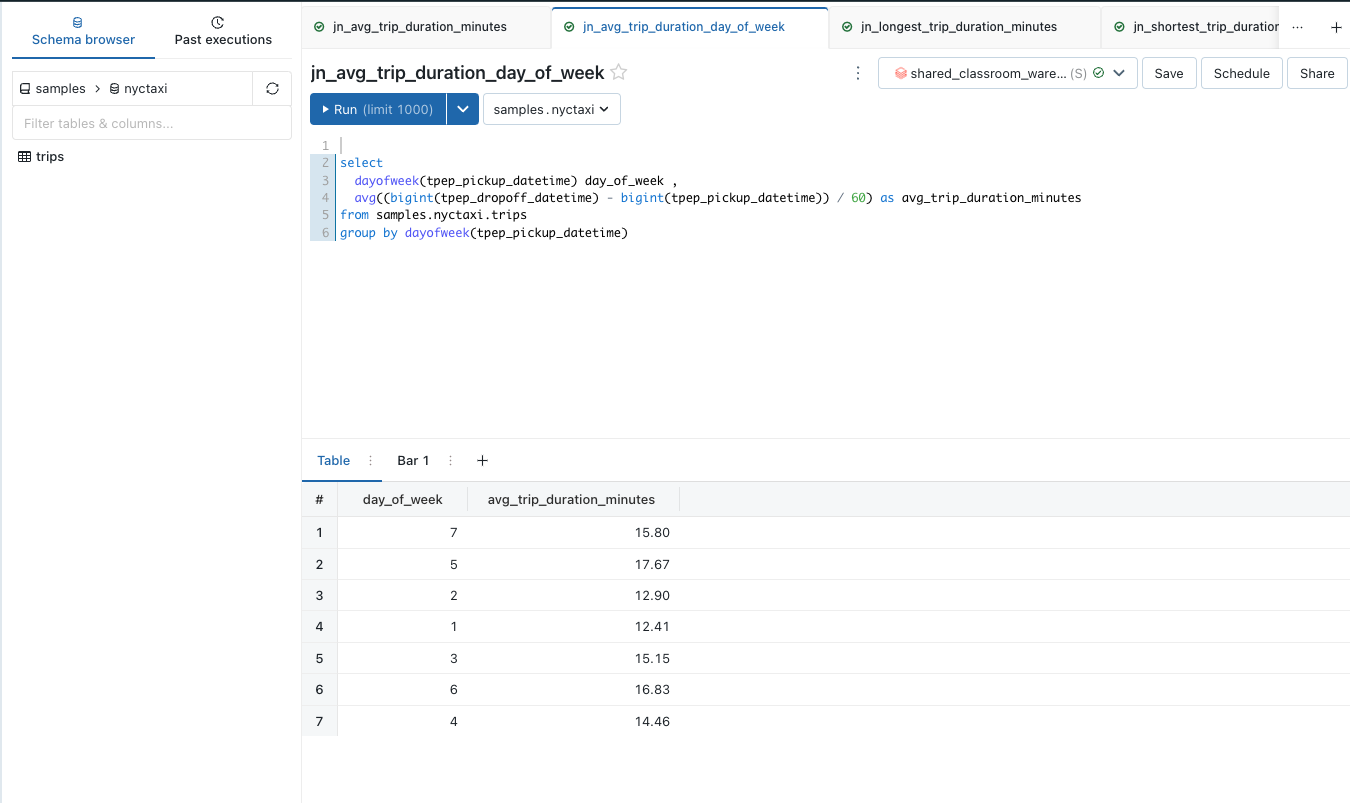 Schema browser
Past executions
samples > nyctaxi
Filter tables & columns...
trips
jn_avg_trip_duration_minutes
jn_avg_trip_duration_day_of_week
jn_longest_trip_duration_minutes
jn_shortest_trip_duration
jn_avg_trip_duration_day_of_week
shared_classroom_ware... (S)
Save
Schedule
Share
Run (limit 1000)
samples . nyctaxi
1
2 select
3 dayofweek(tpep_pickup_datetime) day_of_week ,
4 avg((bigint(tpep_dropoff_datetime) - bigint(tpep_pickup_datetime)) / 60) as avg_trip_duration_minutes
5 from samples.nyctaxi.trips
6 group by dayofweek(tpep_pickup_datetime)
Table
Bar 1
# day_of_week avg_trip_duration_minutes
1 7 15.80
2 5 17.67
3 2 12.90
4 1 12.41
5 3 15.15
6 6 16.83
7 4 14.46